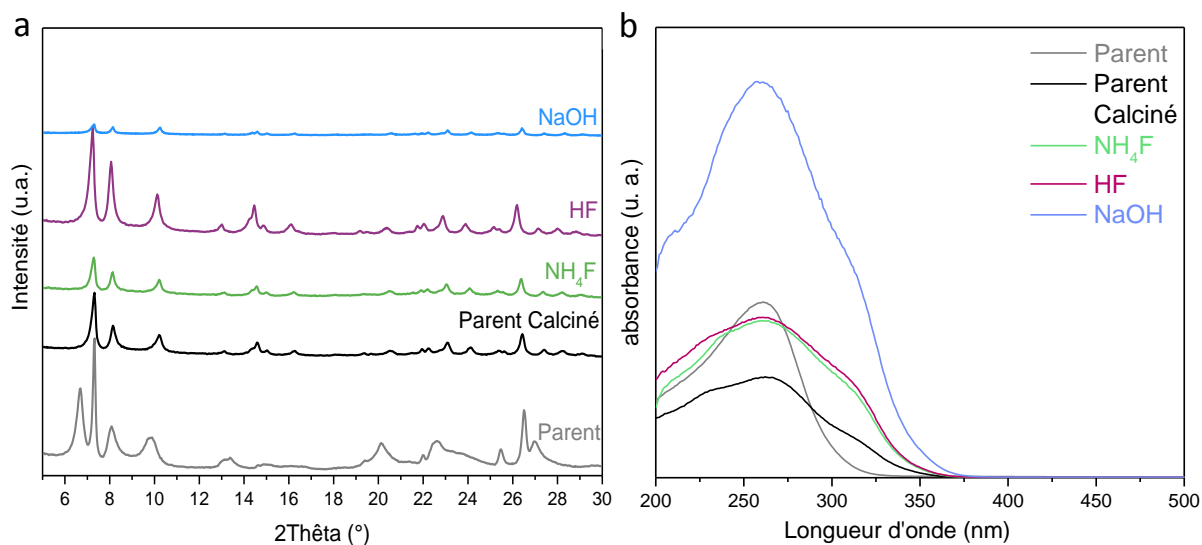 a
Intensité (u.a.)
NaOH
HF
NH₄F
Parent Calciné
Parent
6 8 10 12 14 16 18 20 22 24 26 28 30
2Thêta (°)
b
absorbance (u. a.)
Parent
Parent
Calciné
NH₄F
HF
NaOH
200 250 300 350 400 450 500
Longueur d'onde (nm)